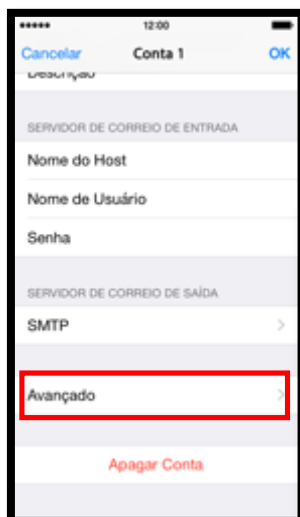 12:00
Cancelar Conta 1 OK
Descrição
SERVIDOR DE CORREIO DE ENTRADA
Nome do Host
Nome de Usuário
Senha
SERVIDOR DE CORREIO DE SAÍDA
SMTP
Avançado
Apagar Conta